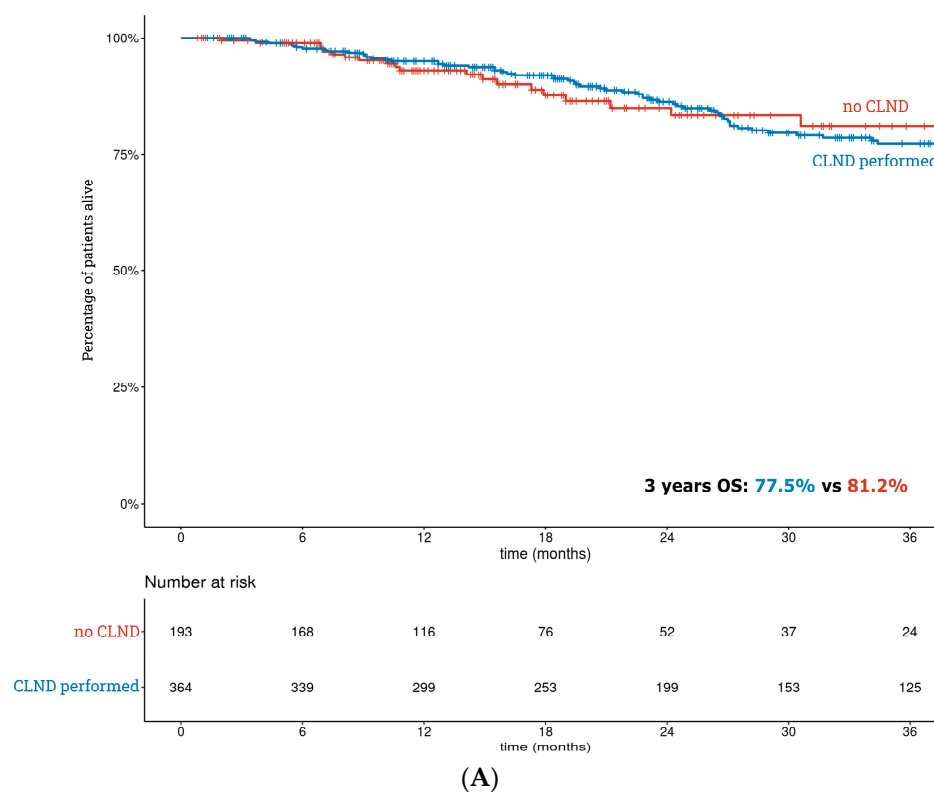 100%
75%
50%
25%
0%
Percentage of patients alive
no CLND
CLND performed
3 years OS: 77.5% vs 81.2%
0 6 12 18 24 30 36
time (months)
Number at risk
no CLND 193 168 116 76 52 37 24
CLND performed 364 339 299 253 199 153 125
0 6 12 18 24 30 36
time (months)
(A)